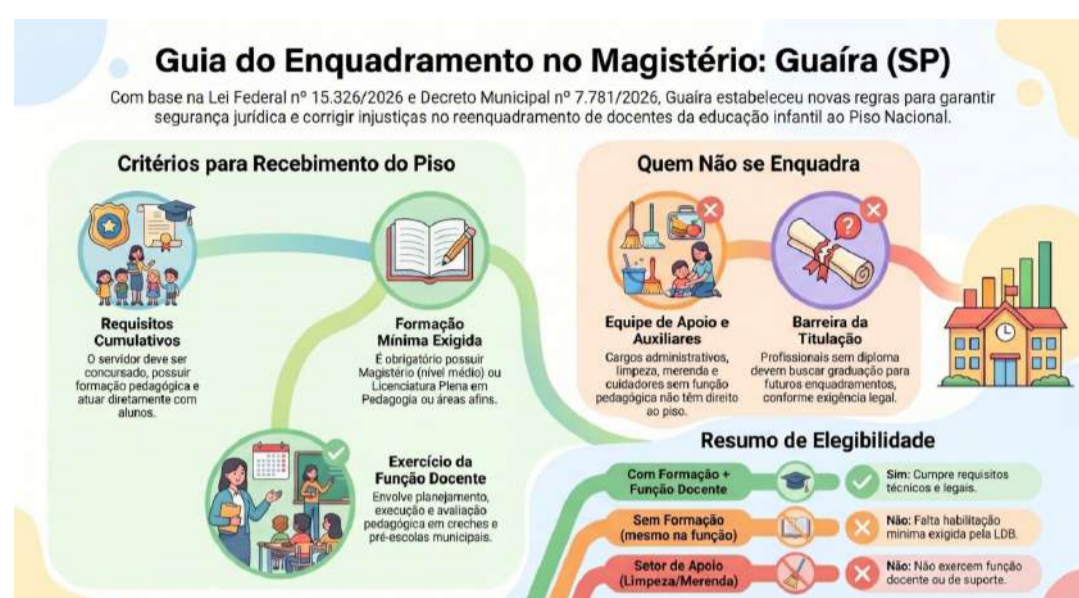 Guia do Enquadramento no Magistério: Guaíra (SP)
Com base na Lei Federal nº 15.326/2026 e Decreto Municipal nº 7.781/2026, Guaíra estabeleceu novas regras para garantir
segurança jurídica e corrigir injustiças no reenquadramento de docentes da educação infantil ao Piso Nacional.
Critérios para Recebimento do Piso
Requisitos
Cumulativos
O servidor deve ser
concursado, possuir
formação pedagógica e
atuar diretamente com
alunos.
Formação
Mínima Exigida
É obrigatório possuir
Magistério (nível médio) ou
Licenciatura Plena em
Pedagogia ou áreas afins.
Exercício da
Função Docente
Envolve planejamento,
execução e avaliação
pedagógica em creches e
pré-escolas municipais.
Quem Não se Enquadra
Equipe de Apoio e
Auxiliares
Cargos administrativos,
limpeza, merenda e
cuidadores sem função
pedagógica não têm direito
ao piso.
?
Barreira da
Titulação
Profissionais sem diploma
devem buscar graduação para
futuros enquadramentos,
conforme exigência legal.
Resumo de Elegibilidade
Com Formação +
Função Docente
Sim: Cumpre requisitos
técnicos e legais.
Sem Formação
(mesmo na função)
Não: Falta habilitação
mínima exigida pela LDB.
Setor de Apoio
(Limpeza/Merenda)
Não: Não exercem função
docente ou de suporte.